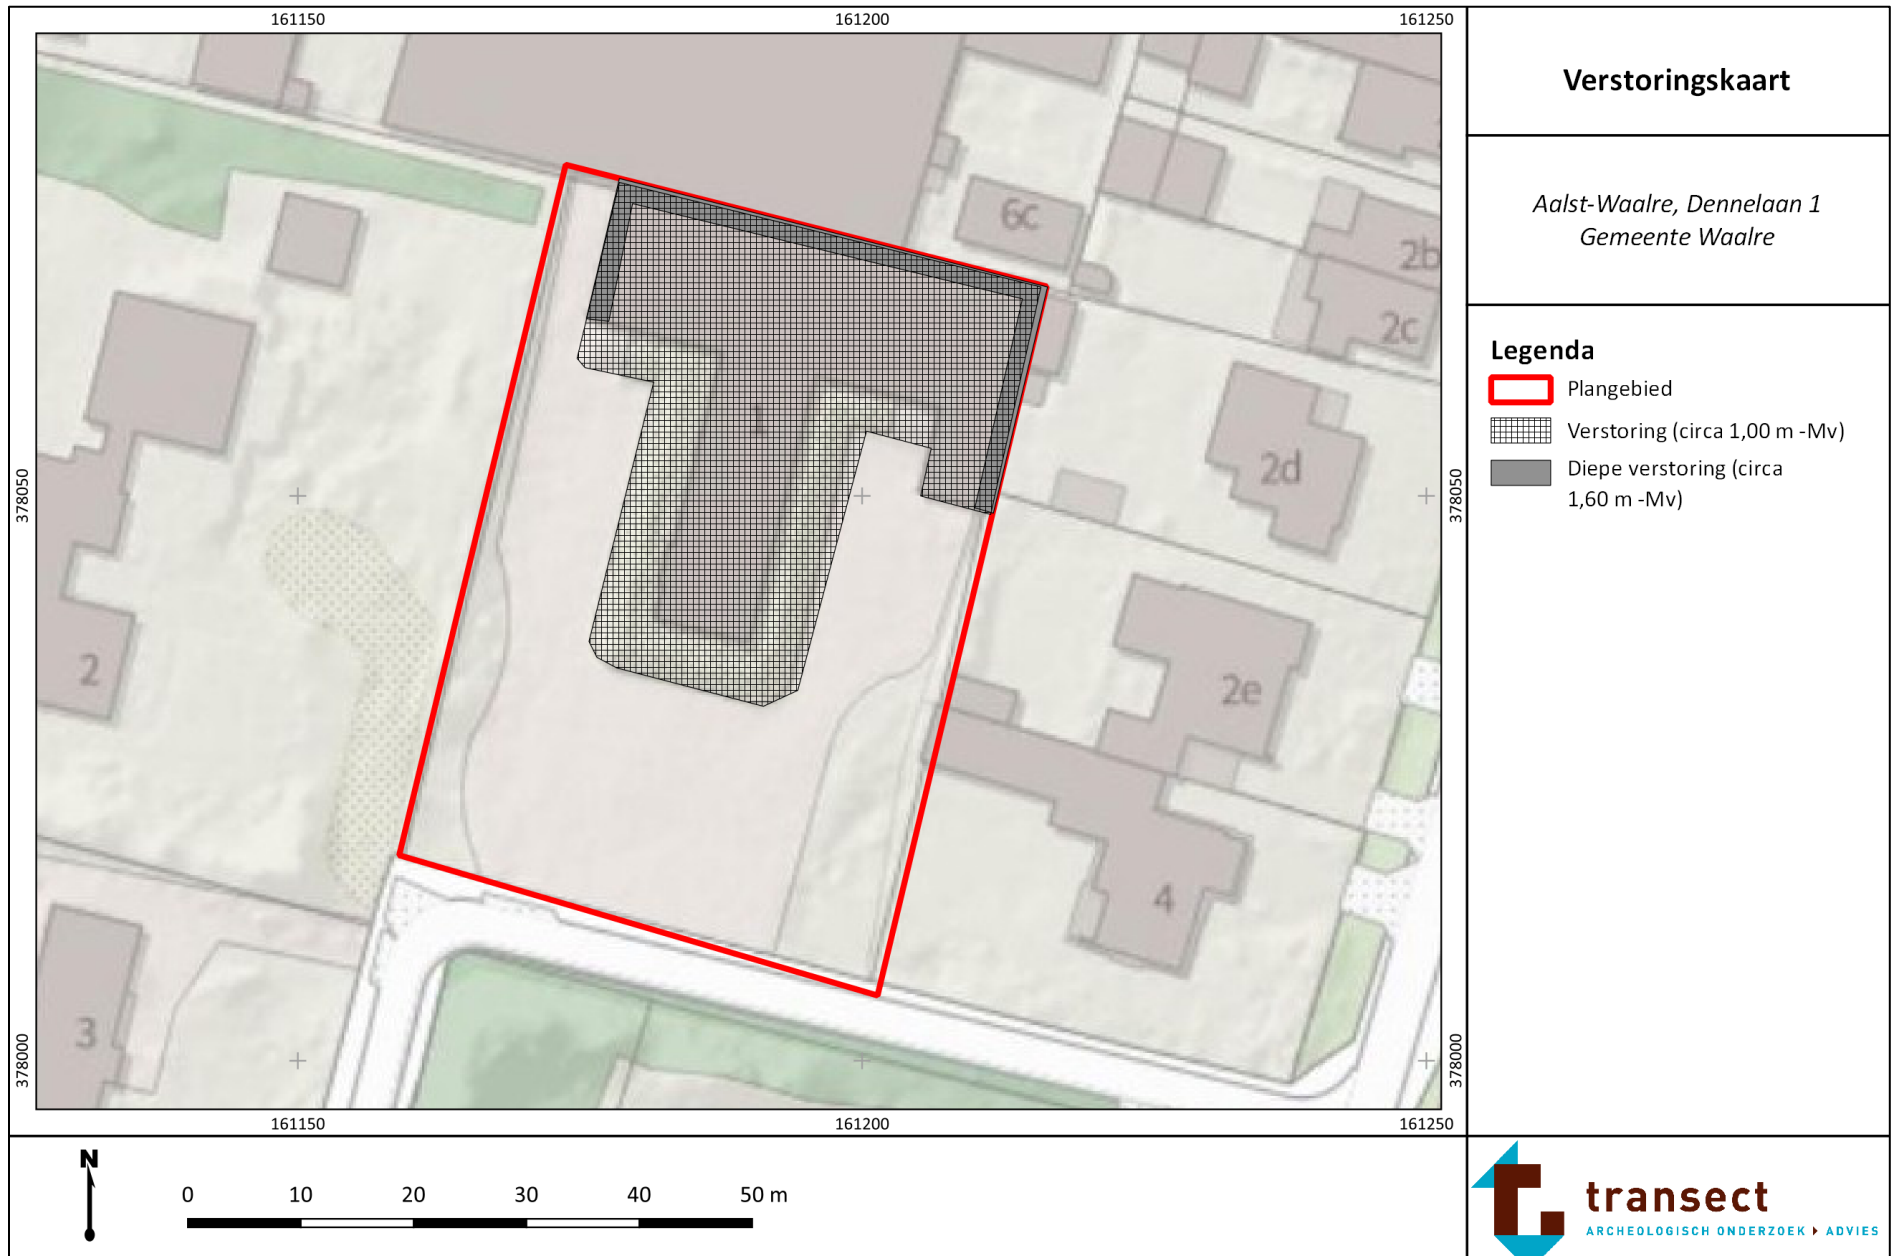 161150
161200
161250
378050
378000
6c
2b
2c
1
2d
2e
2
4
3
378050
378000
161150
161200
161250
N
0 10 20 30 40 50 m
Verstoringskaart
Aalst-Waalre, Dennelaan 1
Gemeente Waalre
Legenda
Plangebied
Verstoring (circa 1,00 m -Mv)
Diepe verstoring (circa
1,60 m -Mv)
transect
ARCHEOLOGISCH ONDERZOEK ▸ ADVIES